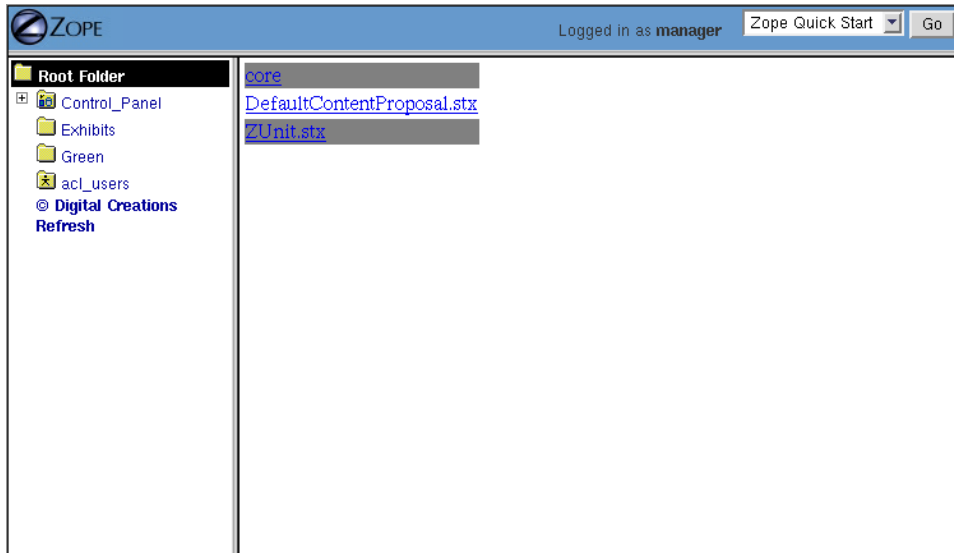 ZOPE
Logged in as manager
Zope Quick Start
Go
Root Folder
Control_Panel
Exhibits
Green
acl_users
© Digital Creations
Refresh
core
DefaultContentProposal.stx
ZUnit.stx